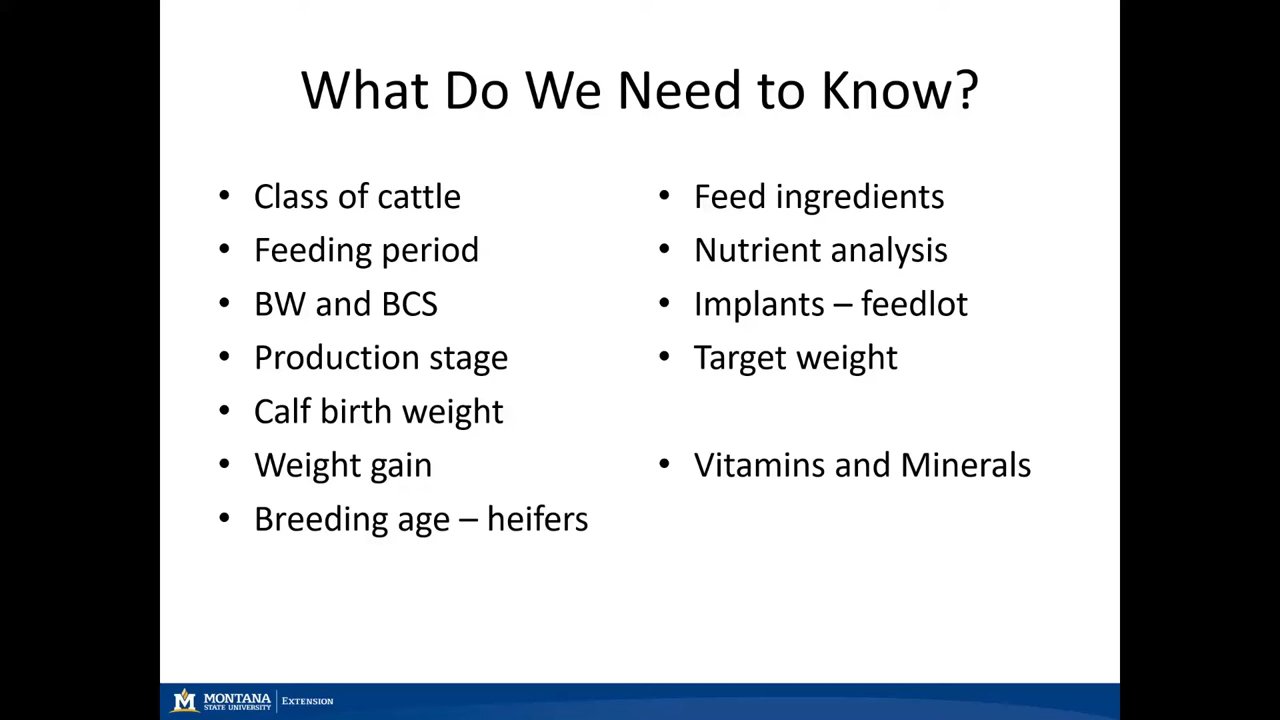 What Do We Need to Know?
• Class of cattle
• Feeding period
• BW and BCS
• Production stage
• Calf birth weight
• Weight gain
• Breeding age – heifers
• Feed ingredients
• Nutrient analysis
• Implants – feedlot
• Target weight
• Vitamins and Minerals
M MONTANA
STATE UNIVERSITY
EXTENSION